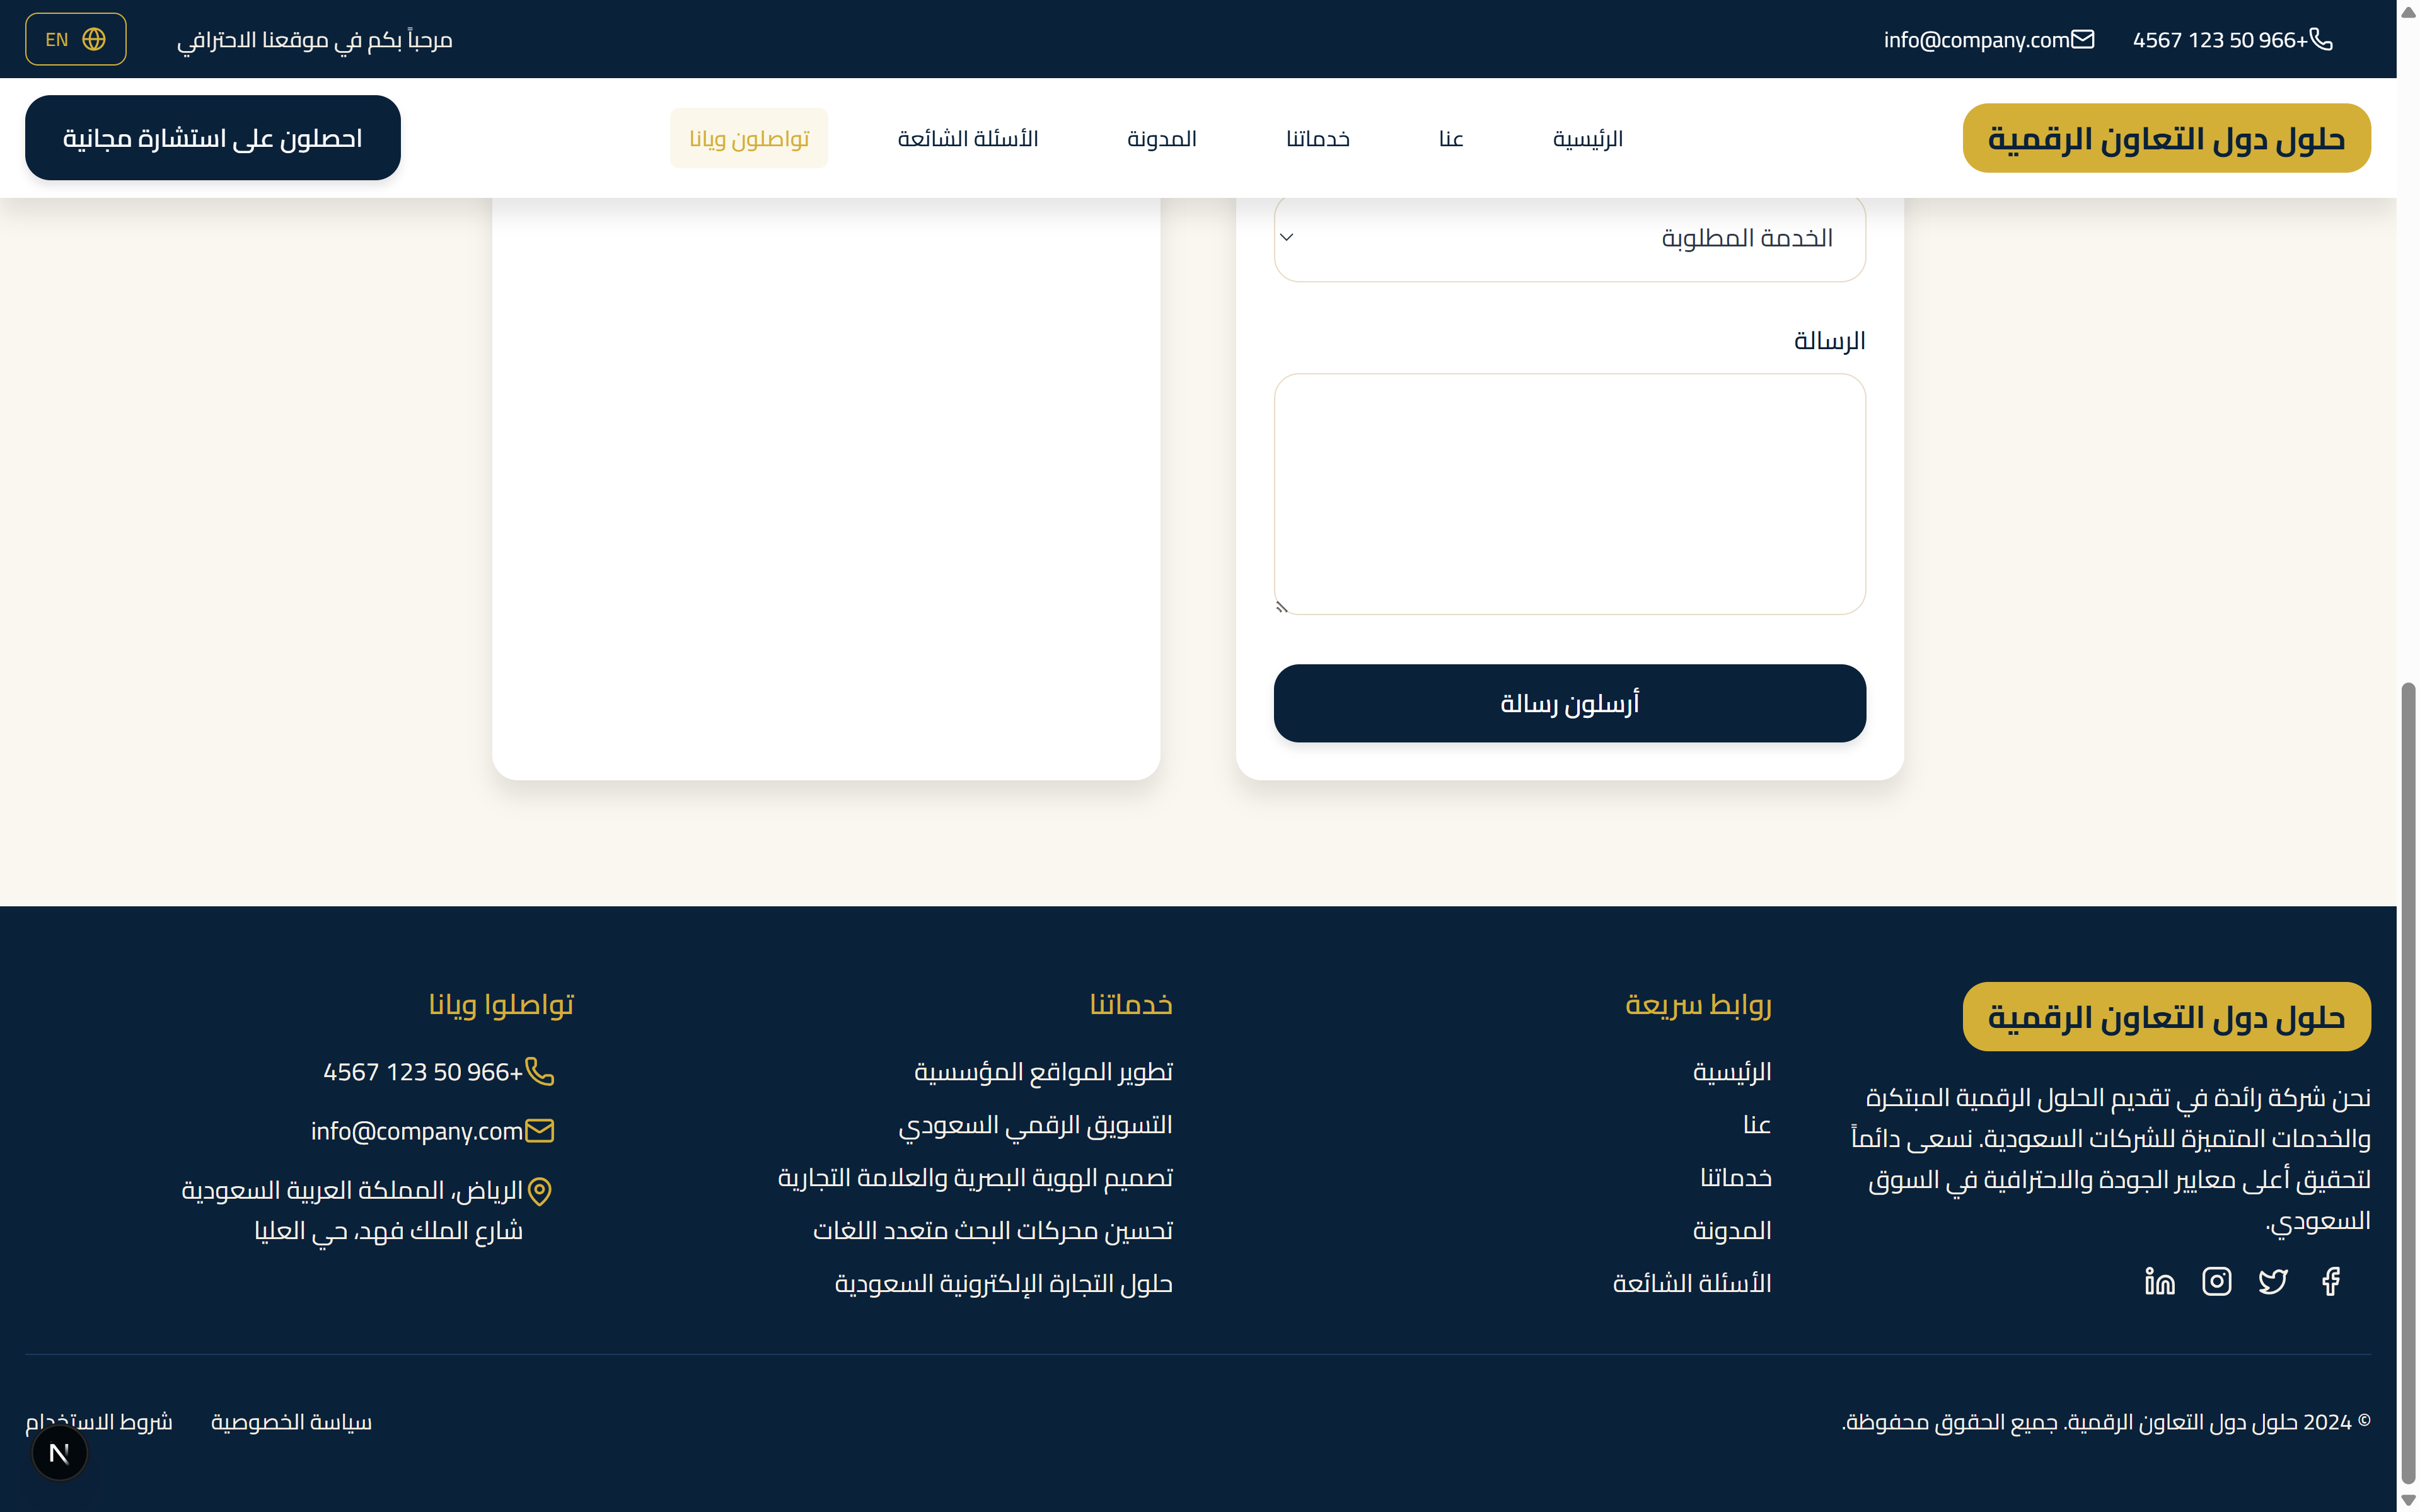 +966 50 123 4567
info@company.com
مرحباً بكم في موقعنا الاحترافي
EN
حلول دول التعاون الرقمية
الرئيسية
عنا
خدماتنا
المدونة
الأسئلة الشائعة
تواصلون ويانا
احصلون على استشارة مجانية
الخدمة المطلوبة
الرسالة
أرسلون رسالة
حلول دول التعاون الرقمية
نحن شركة رائدة في تقديم الحلول الرقمية المبتكرة
والخدمات المتميزة للشركات السعودية. نسعى دائماً
لتحقيق أعلى معايير الجودة والاحترافية في السوق
السعودي.
روابط سريعة
الرئيسية
عنا
خدماتنا
المدونة
الأسئلة الشائعة
خدماتنا
تطوير المواقع المؤسسية
التسويق الرقمي السعودي
تصميم الهوية البصرية والعلامة التجارية
تحسين محركات البحث متعدد اللغات
حلول التجارة الإلكترونية السعودية
تواصلوا ويانا
+966 50 123 4567
info@company.com
الرياض، المملكة العربية السعودية
شارع الملك فهد، حي العليا
© 2024 حلول دول التعاون الرقمية. جميع الحقوق محفوظة.
سياسة الخصوصية
شروط الاستخدام
N